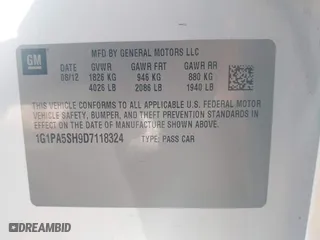 GM
MFD BY GENERAL MOTORS LLC
DATE GVWR GAWR FRT GAWR RR
08/12 1826 KG 946 KG 880 KG
4026 LB 2086 LB 1940 LB
THIS VEHICLE CONFORMS TO ALL APPLICABLE U.S. FEDERAL MOTOR
VEHICLE SAFETY, BUMPER, AND THEFT PREVENTION STANDARDS IN
EFFECT ON THE DATE OF MANUFACTURE SHOWN ABOVE.
1G1PA5SH9D7118324 TYPE: PASS CAR
DREAMBID